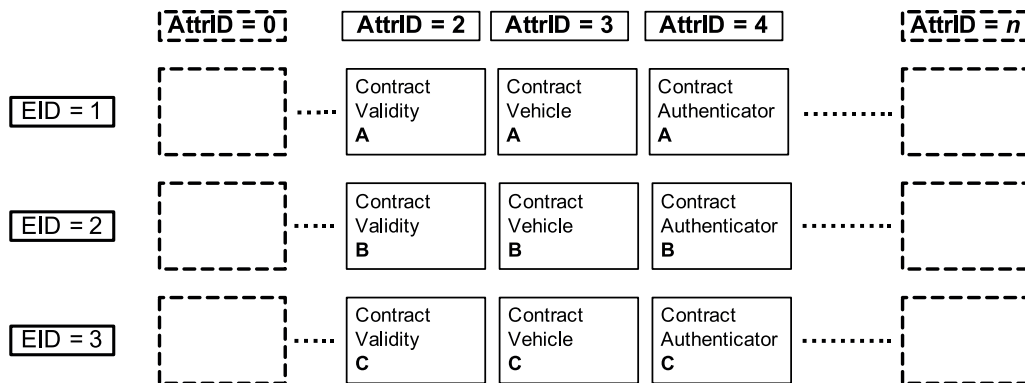 AttrID = 0 AttrID = 2 AttrID = 3 AttrID = 4 AttrID = n
EID = 1
Contract Validity A
Contract Vehicle A
Contract Authenticator A
EID = 2
Contract Validity B
Contract Vehicle B
Contract Authenticator B
EID = 3
Contract Validity C
Contract Vehicle C
Contract Authenticator C